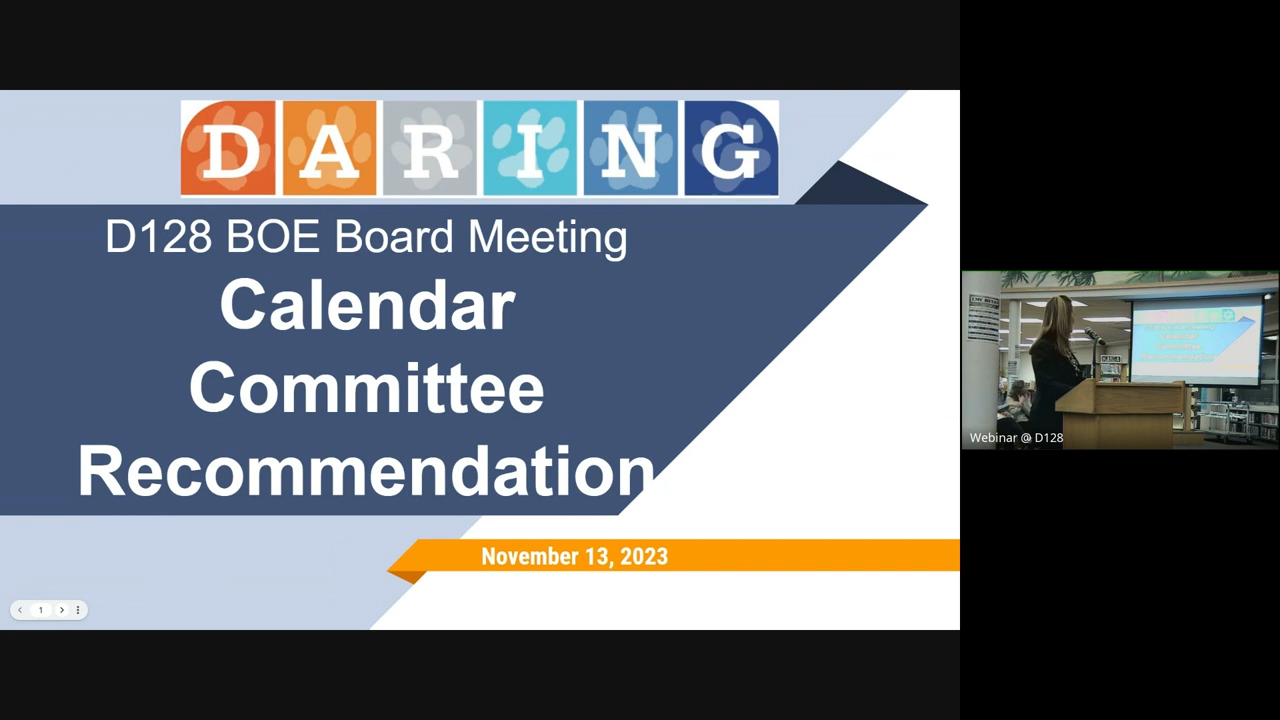 DARING
D128 BOE Board Meeting
Calendar
Committee
Recommendation
November 13, 2023
1
Webinar @ D128